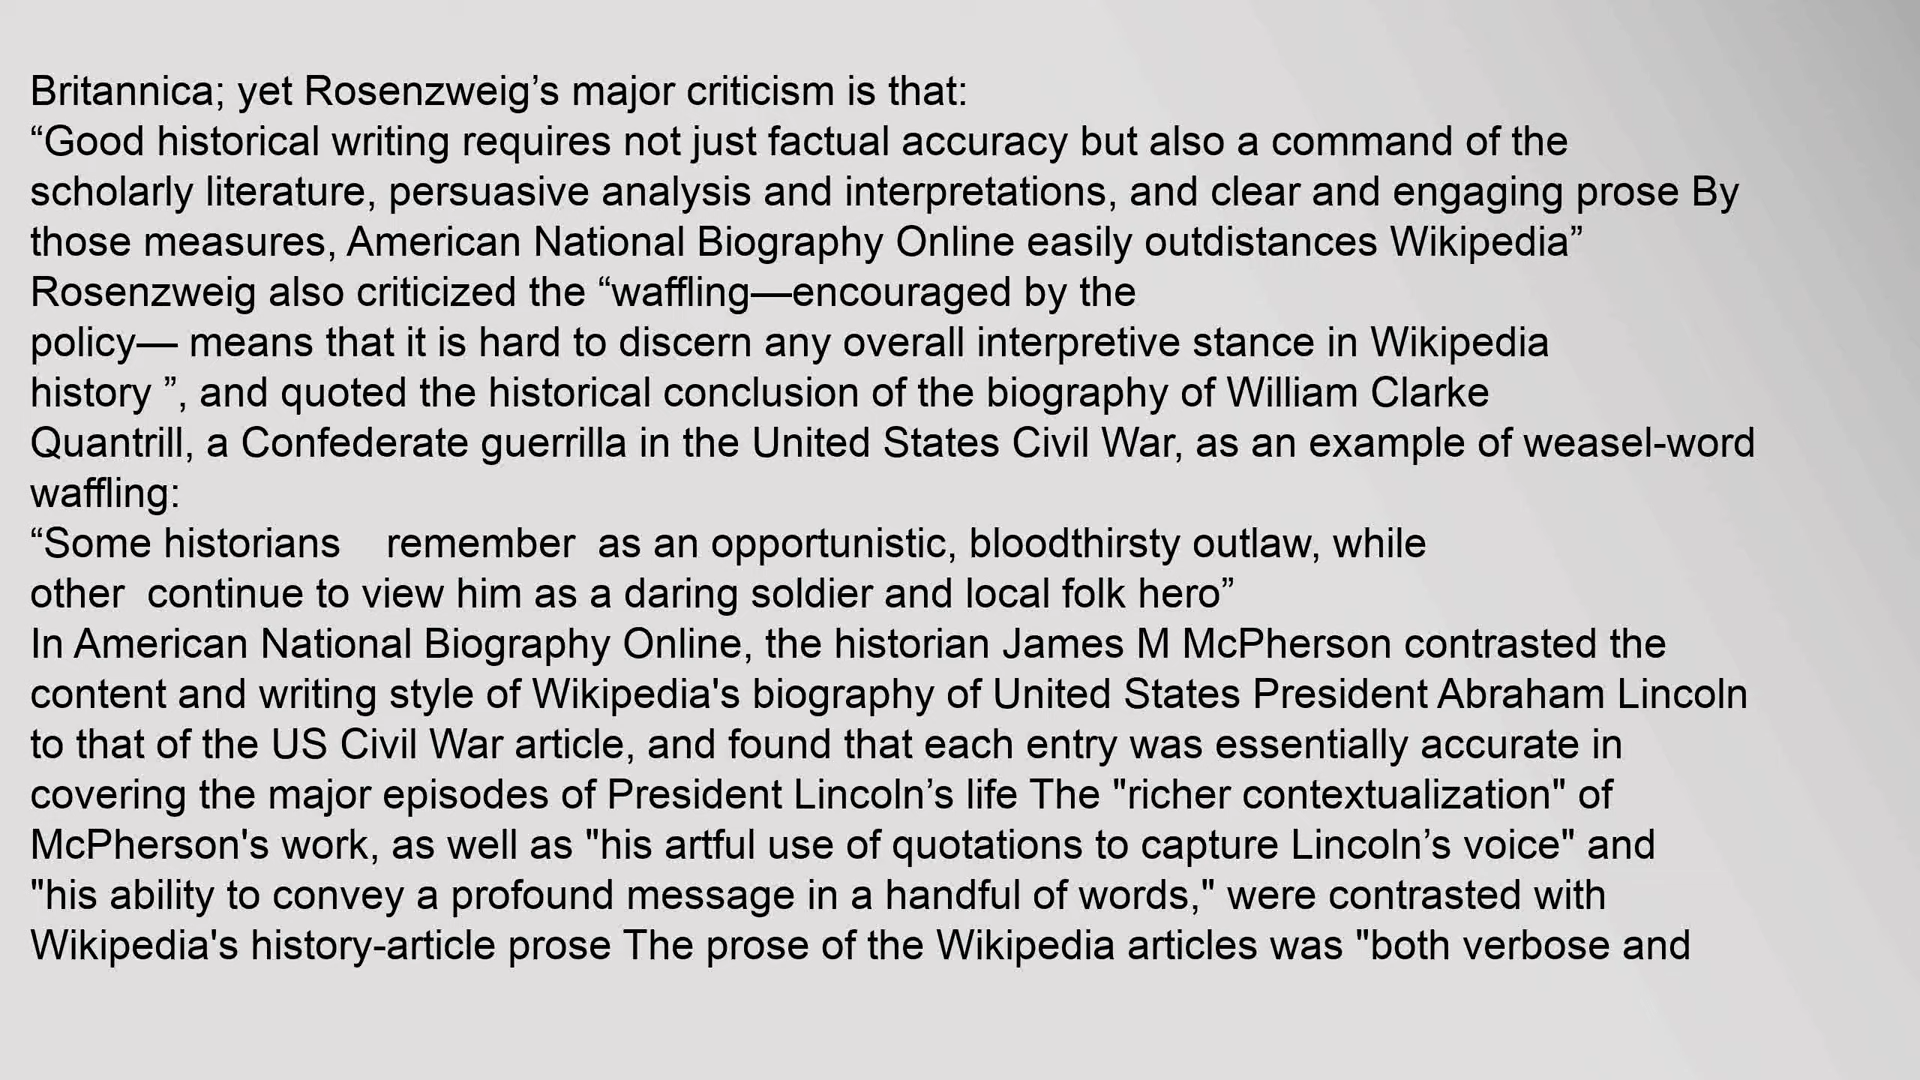 Britannica; yet Rosenzweig’s major criticism is that:
“Good historical writing requires not just factual accuracy but also a command of the
scholarly literature, persuasive analysis and interpretations, and clear and engaging prose By
those measures, American National Biography Online easily outdistances Wikipedia”
Rosenzweig also criticized the “waffling—encouraged by the
policy— means that it is hard to discern any overall interpretive stance in Wikipedia
history ”, and quoted the historical conclusion of the biography of William Clarke
Quantrill, a Confederate guerrilla in the United States Civil War, as an example of weasel-word
waffling:
“Some historians    remember  as an opportunistic, bloodthirsty outlaw, while
other  continue to view him as a daring soldier and local folk hero”
In American National Biography Online, the historian James M McPherson contrasted the
content and writing style of Wikipedia's biography of United States President Abraham Lincoln
to that of the US Civil War article, and found that each entry was essentially accurate in
covering the major episodes of President Lincoln’s life The "richer contextualization" of
McPherson's work, as well as "his artful use of quotations to capture Lincoln’s voice" and
"his ability to convey a profound message in a handful of words," were contrasted with
Wikipedia's history-article prose The prose of the Wikipedia articles was "both verbose and